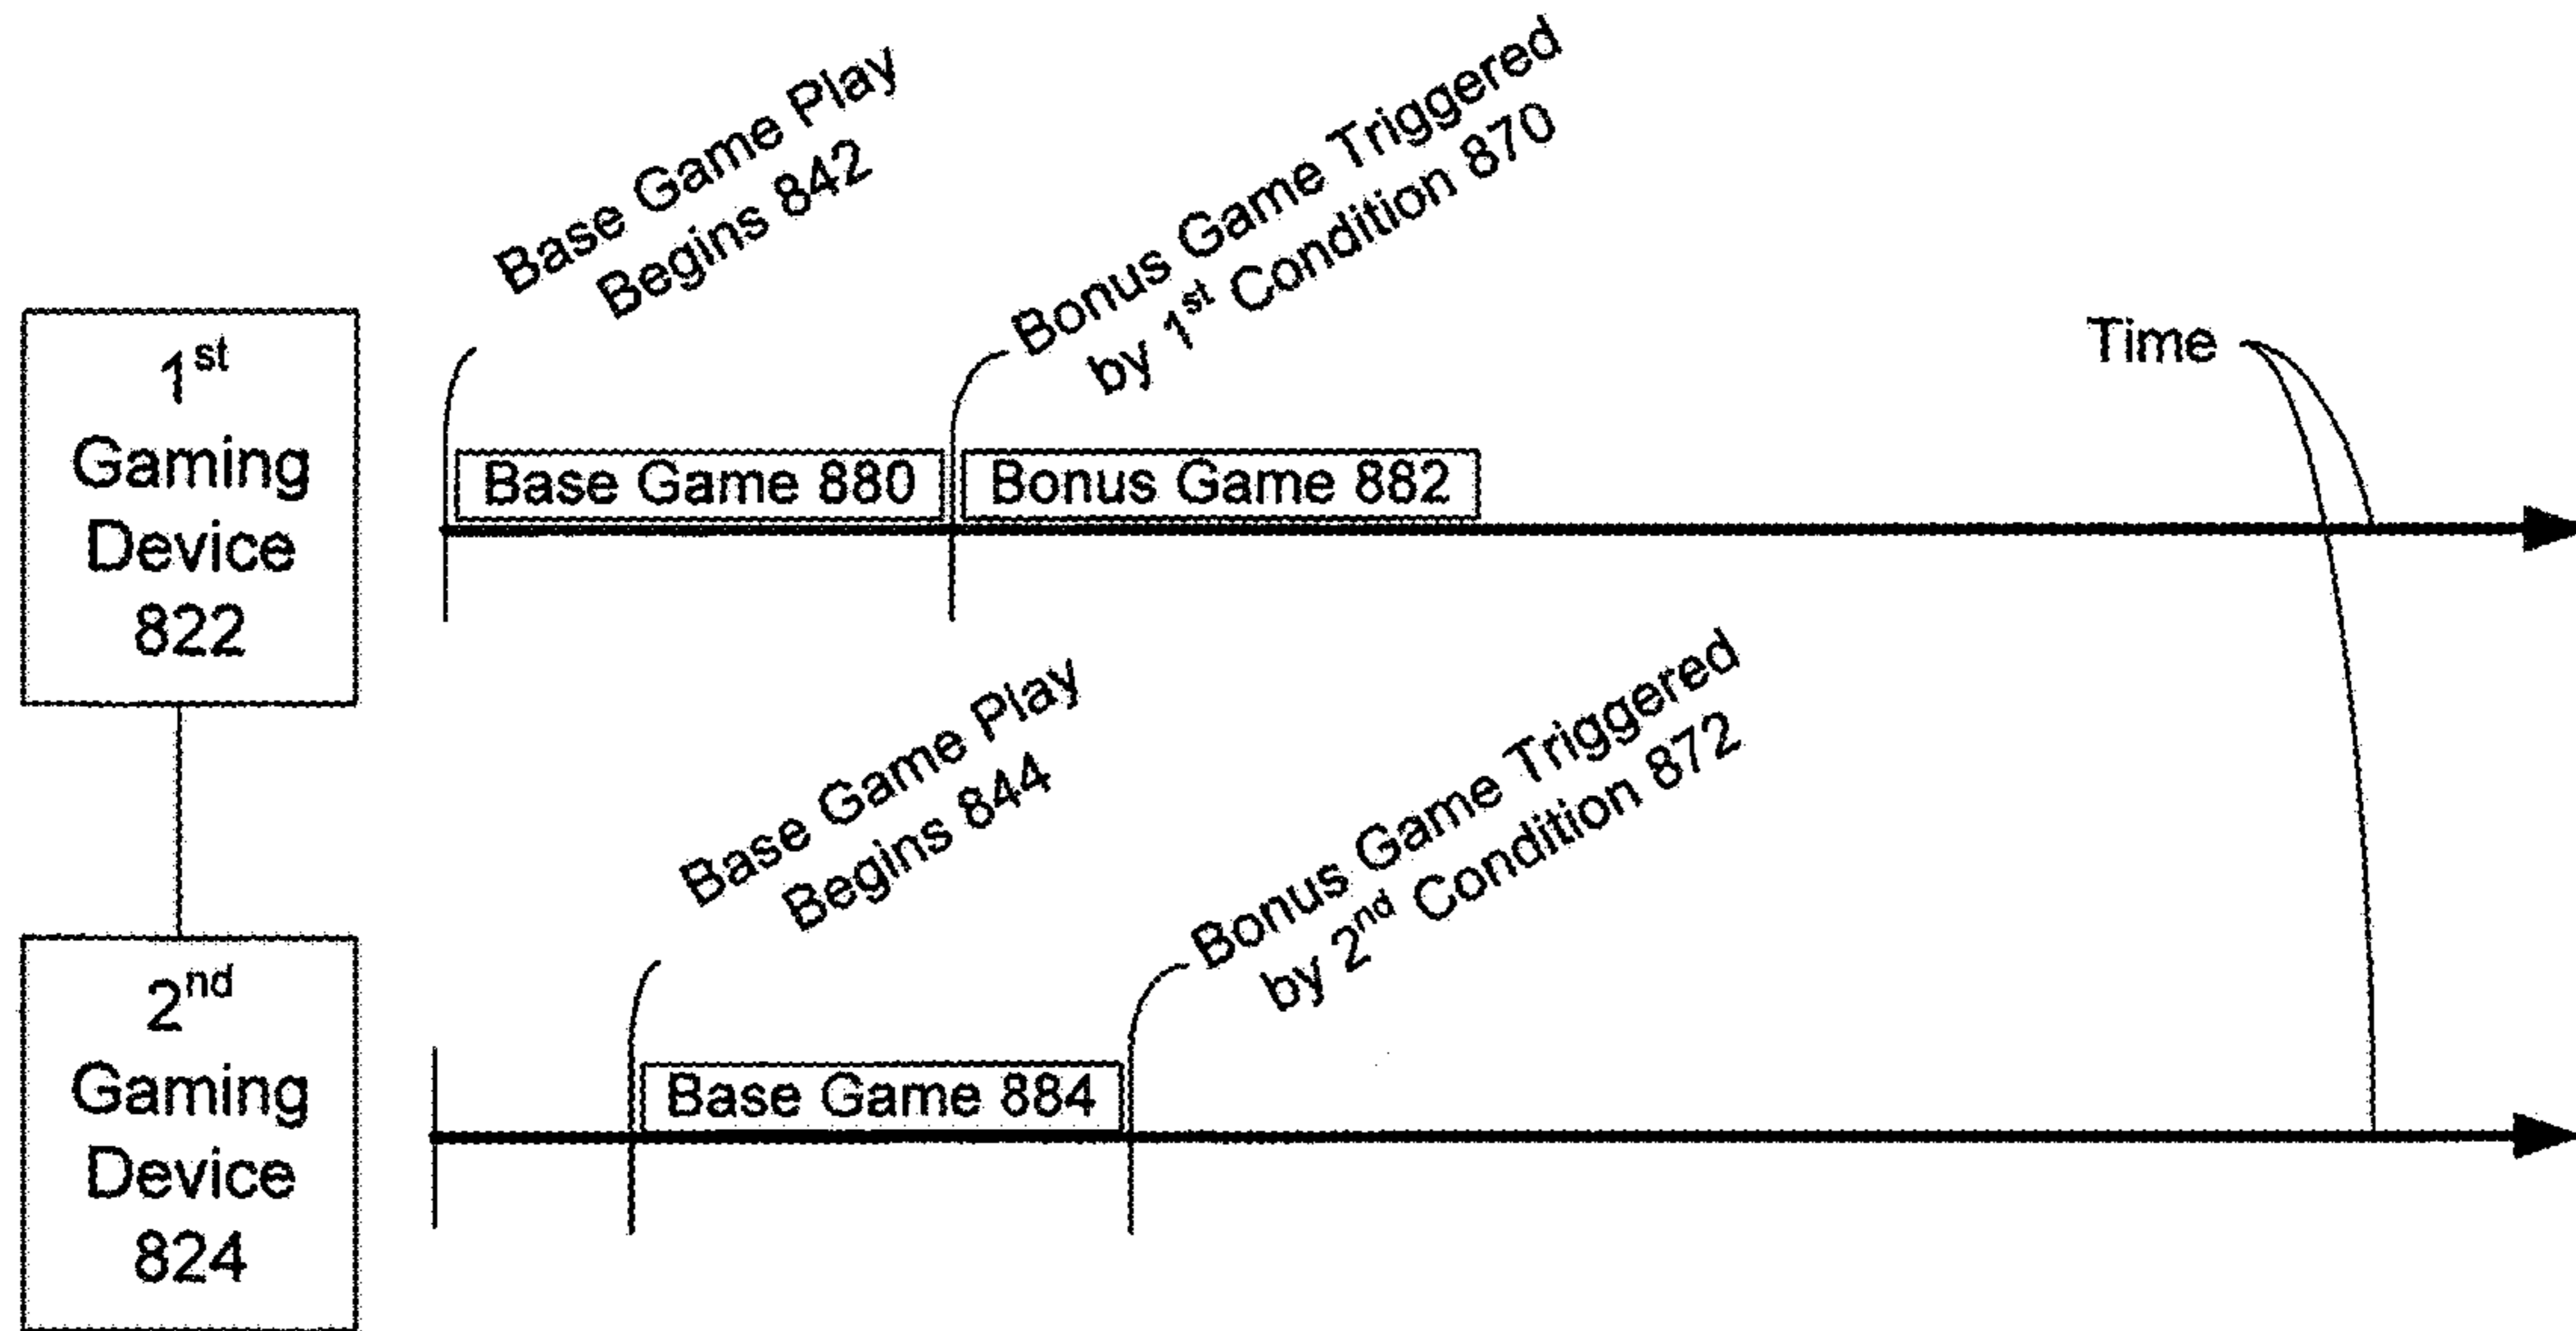 Base Game Play
Begins 842
Bonus Game Triggered
by 1st Condition 870
Time
1st
Gaming
Device
822
Base Game 880
Bonus Game 882
Base Game Play
Begins 844
Bonus Game Triggered
by 2nd Condition 872
2nd
Gaming
Device
824
Base Game 884